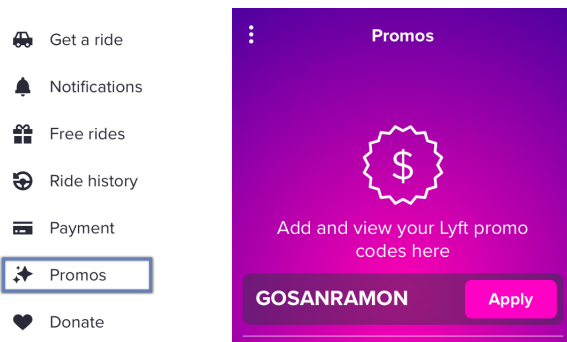 Get a ride
Notifications
Free rides
Ride history
Payment
Promos
Donate
Promos
$
Add and view your Lyft promo
codes here
GOSANRAMON
Apply